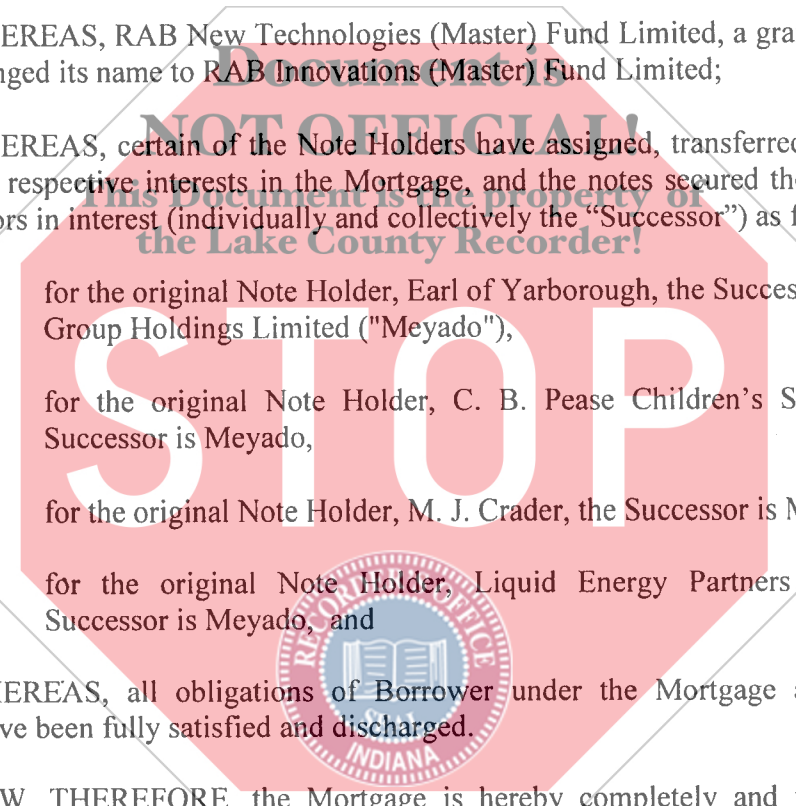 EREAS, RAB New Technologies (Master) Fund Limited, a gra
nged its name to RAB Innovations (Master) Fund Limited;
Document is
NOT OFFICIAL!
EREAS, certain of the Note Holders have assigned, transferred
respective interests in the Mortgage, and the notes secured the
This Document is the property of
ors in interest (individually and collectively the “Successor”) as f
the Lake County Recorder!
for the original Note Holder, Earl of Yarborough, the Succes
Group Holdings Limited ("Meyado"),
STOP
for the original Note Holder, C. B. Pease Children’s S
Successor is Meyado,
for the original Note Holder, M. J. Crader, the Successor is M
for the original Note Holder, Liquid Energy Partners
Successor is Meyado, and
RECORDER'S OFFICE
SEAL
INDIANA
EREAS, all obligations of Borrower under the Mortgage a
ve been fully satisfied and discharged.
W, THEREFORE, the Mortgage is hereby completely and